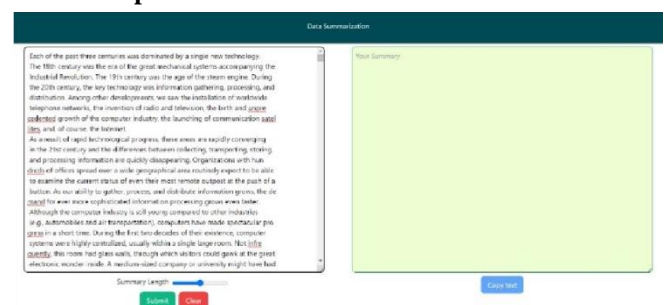 Data Summarization
Each of the past three centuries was dominated by a single new technology.
The 18th century was the era of the great mechanical systems accompanying the
Industrial Revolution. The 19th century was the age of the steam engine. During
the 20th century, the key technology was information gathering, processing, and
distribution. Among other developments, we saw the installation of worldwide
telephone networks, the invention of radio and television, the birth and unpre
cedented growth of the computer industry, the launching of communication satel
lites, and, of course, the Internet.
As a result of rapid technological progress, these areas are rapidly converging
in the 21st century and the differences between collecting, transporting, storing,
and processing information are quickly disappearing. Organizations with hun
dreds of offices spread over a wide geographical area routinely expect to be able
to examine the current status of even their most remote outpost at the push of a
button. As our ability to gather, process, and distribute information grows, the de
mand for ever more sophisticated information processing grows even faster.
Although the computer industry is still young compared to other industries
(e.g., automobiles and air transportation), computers have made spectacular pro
gress in a short time. During the first two decades of their existence, computer
systems were highly centralized, usually within a single large room. Not infre
quently, this room had glass walls, through which visitors could gawk at the great
electronic wonder inside. A medium-sized company or university might have had
Summary Length
Submit Clear
Your Summary
Copy text